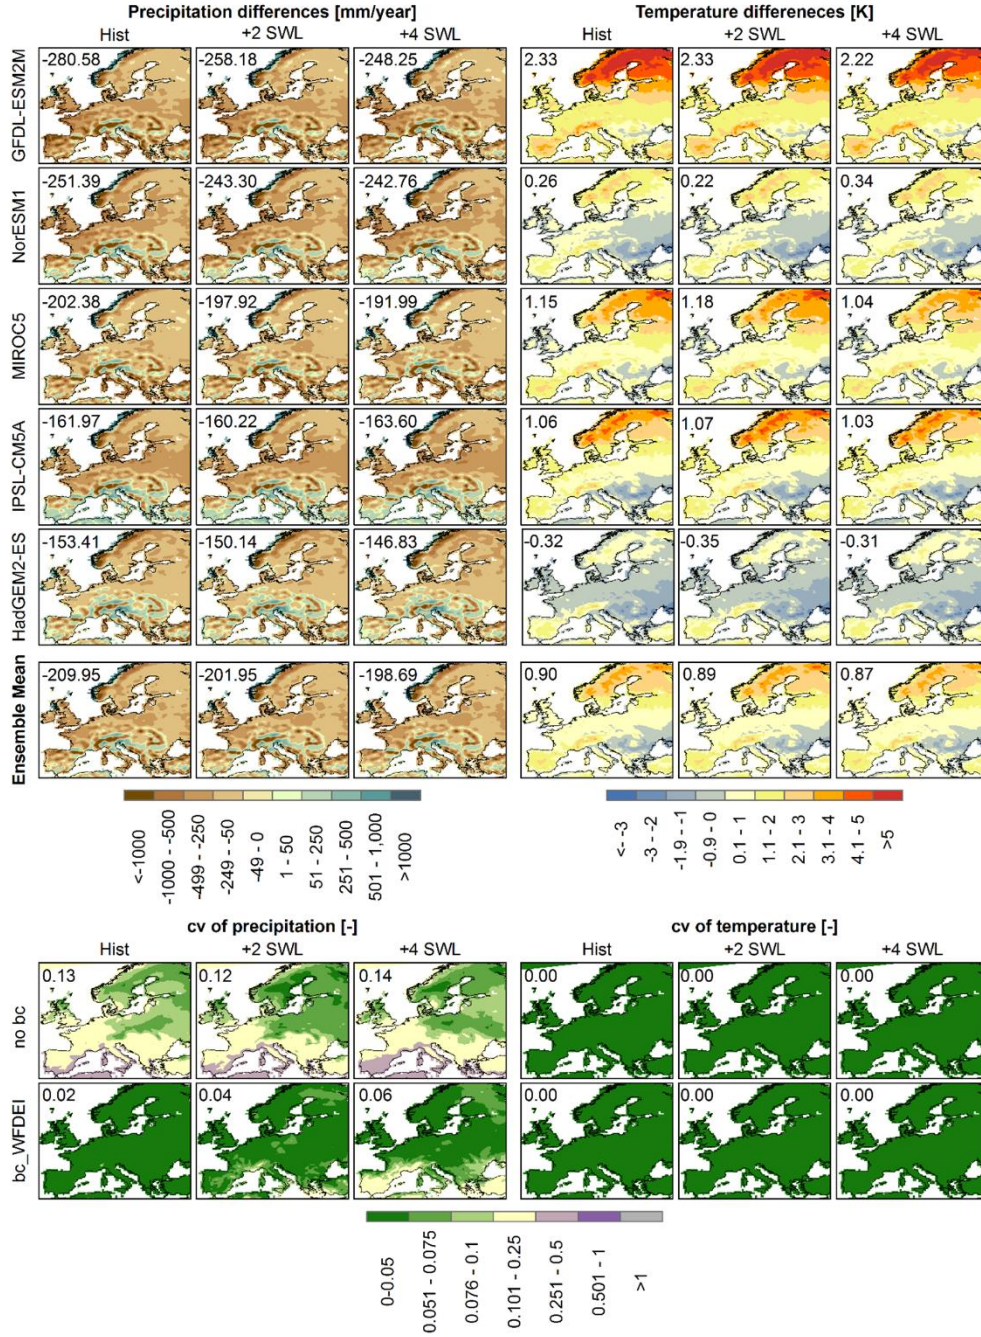 Precipitation differences [mm/year]
Temperature differeneces [K]
Hist +2 SWL +4 SWL Hist +2 SWL +4 SWL
GFDL-ESM2M -280.58 -258.18 -248.25 2.33 2.33 2.22
NorESM1 -251.39 -243.30 -242.76 0.26 0.22 0.34
MIROC5 -202.38 -197.92 -191.99 1.15 1.18 1.04
IPSL-CM5A -161.97 -160.22 -163.60 1.06 1.07 1.03
HadGEM2-ES -153.41 -150.14 -146.83 -0.32 -0.35 -0.31
Ensemble Mean -209.95 -201.95 -198.69 0.90 0.89 0.87
<-1000
-1000 - -500
-499 - -250
-249 - -50
-49 - 0
1 - 50
51 - 250
251 - 500
501 - 1,000
>1000
<--3
-3 - -2
-1.9 - -1
-0.9 - 0
0.1 - 1
1.1 - 2
2.1 - 3
3.1 - 4
4.1 - 5
>5
cv of precipitation [-]
cv of temperature [-]
Hist +2 SWL +4 SWL Hist +2 SWL +4 SWL
no bc 0.13 0.12 0.14 0.00 0.00 0.00
bc_WFDEI 0.02 0.04 0.06 0.00 0.00 0.00
0-0.05
0.051 - 0.075
0.076 - 0.1
0.101 - 0.25
0.251 - 0.5
0.501 - 1
>1